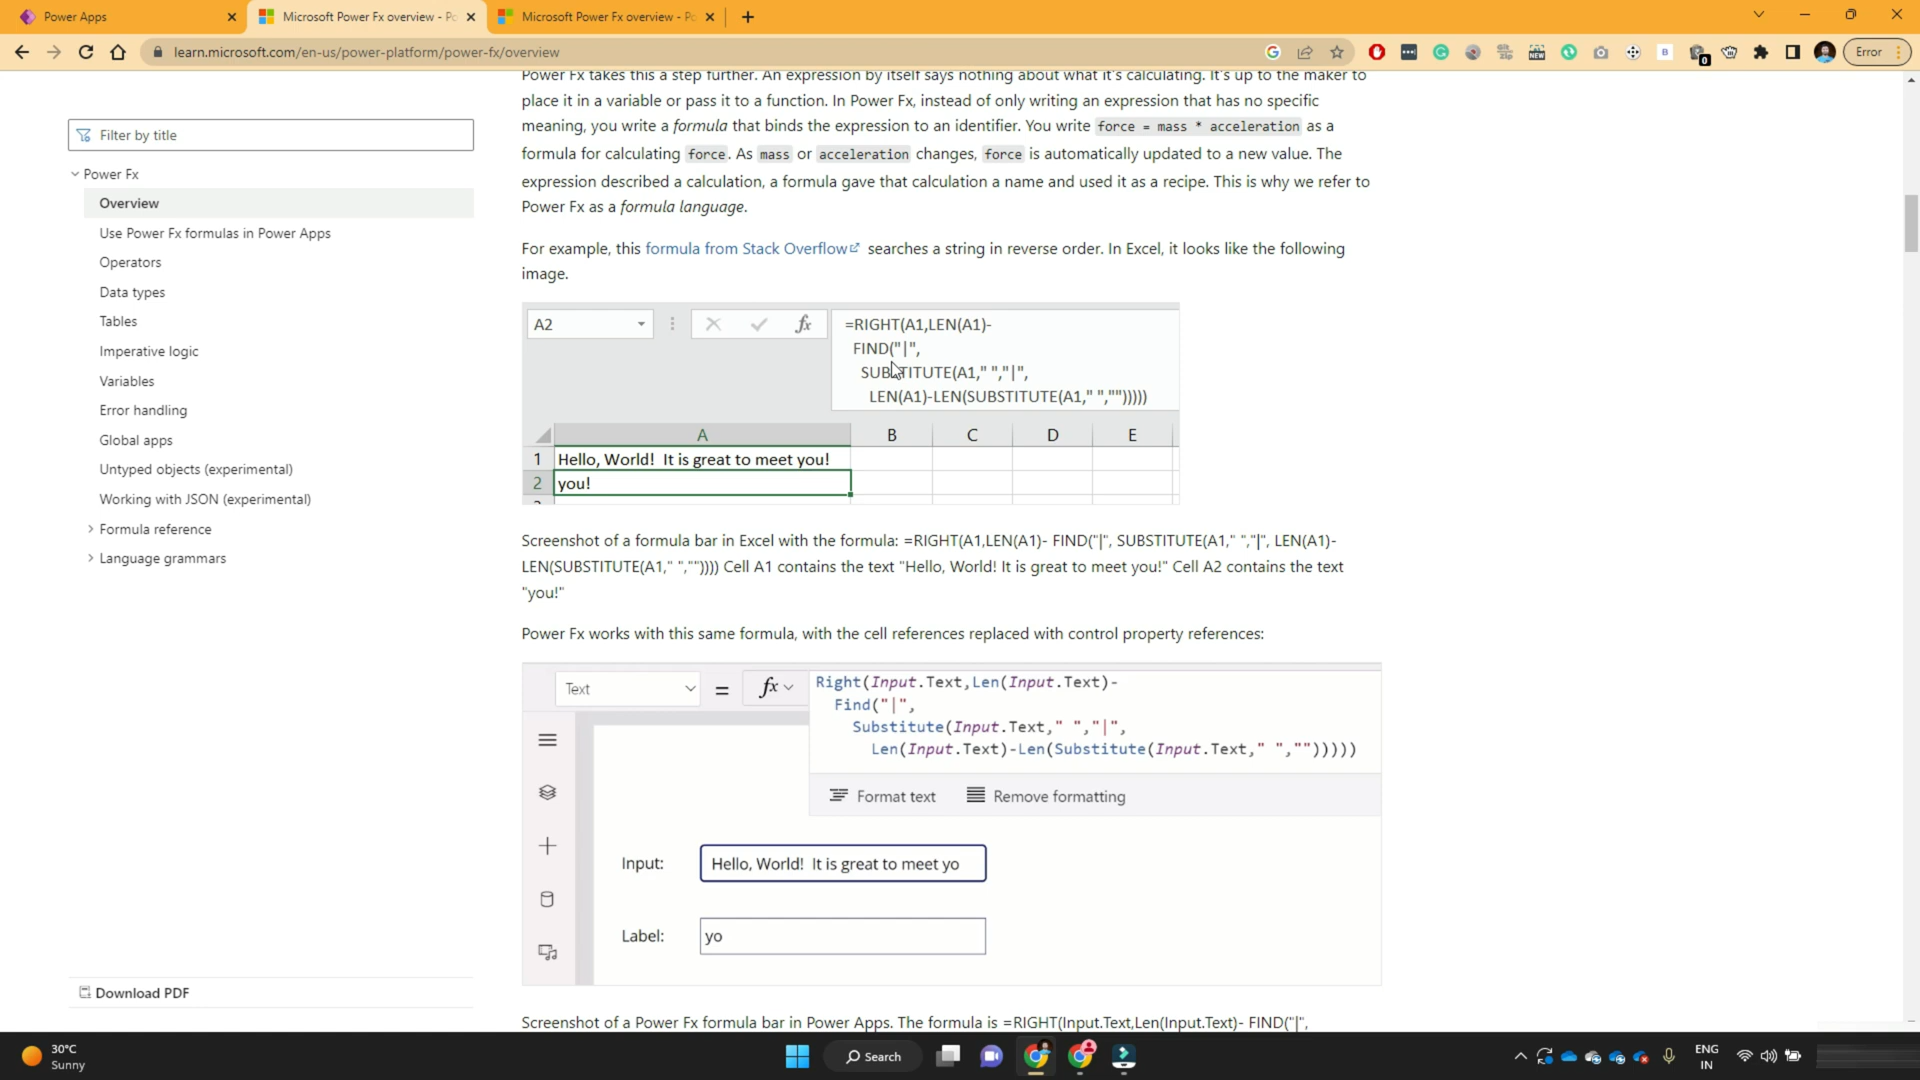 Power Apps
Microsoft Power Fx overview - Po
Microsoft Power Fx overview - Po
learn.microsoft.com/en-us/power-platform/power-fx/overview
Error
Filter by title
Power Fx
Overview
Use Power Fx formulas in Power Apps
Operators
Data types
Tables
Imperative logic
Variables
Error handling
Global apps
Untyped objects (experimental)
Working with JSON (experimental)
Formula reference
Language grammars
Download PDF
Power Fx takes this a step further. An expression by itself says nothing about what it's calculating. It's up to the maker to
place it in a variable or pass it to a function. In Power Fx, instead of only writing an expression that has no specific
meaning, you write a formula that binds the expression to an identifier. You write force = mass * acceleration as a
formula for calculating force. As mass or acceleration changes, force is automatically updated to a new value. The
expression described a calculation, a formula gave that calculation a name and used it as a recipe. This is why we refer to
Power Fx as a formula language.
For example, this formula from Stack Overflow searches a string in reverse order. In Excel, it looks like the following
image.
A2
fx
=RIGHT(A1,LEN(A1)-
FIND("|",
SUBSTITUTE(A1," ","|",
LEN(A1)-LEN(SUBSTITUTE(A1," ","")))))
A B C D E
1 Hello, World!  It is great to meet you!
2 you!
Screenshot of a formula bar in Excel with the formula: =RIGHT(A1,LEN(A1)- FIND("|", SUBSTITUTE(A1," ","|", LEN(A1)-
LEN(SUBSTITUTE(A1," ","")))) Cell A1 contains the text "Hello, World! It is great to meet you!" Cell A2 contains the text
"you!"
Power Fx works with this same formula, with the cell references replaced with control property references:
Text = fx
Right(Input.Text,Len(Input.Text)-
Find("|",
Substitute(Input.Text," ","|",
Len(Input.Text)-Len(Substitute(Input.Text," ","")))))
Format text
Remove formatting
Input: Hello, World!  It is great to meet yo
Label: yo
Screenshot of a Power Fx formula bar in Power Apps. The formula is =RIGHT(Input.Text,Len(Input.Text)- FIND("|",
30°C
Sunny
Search
ENG
IN